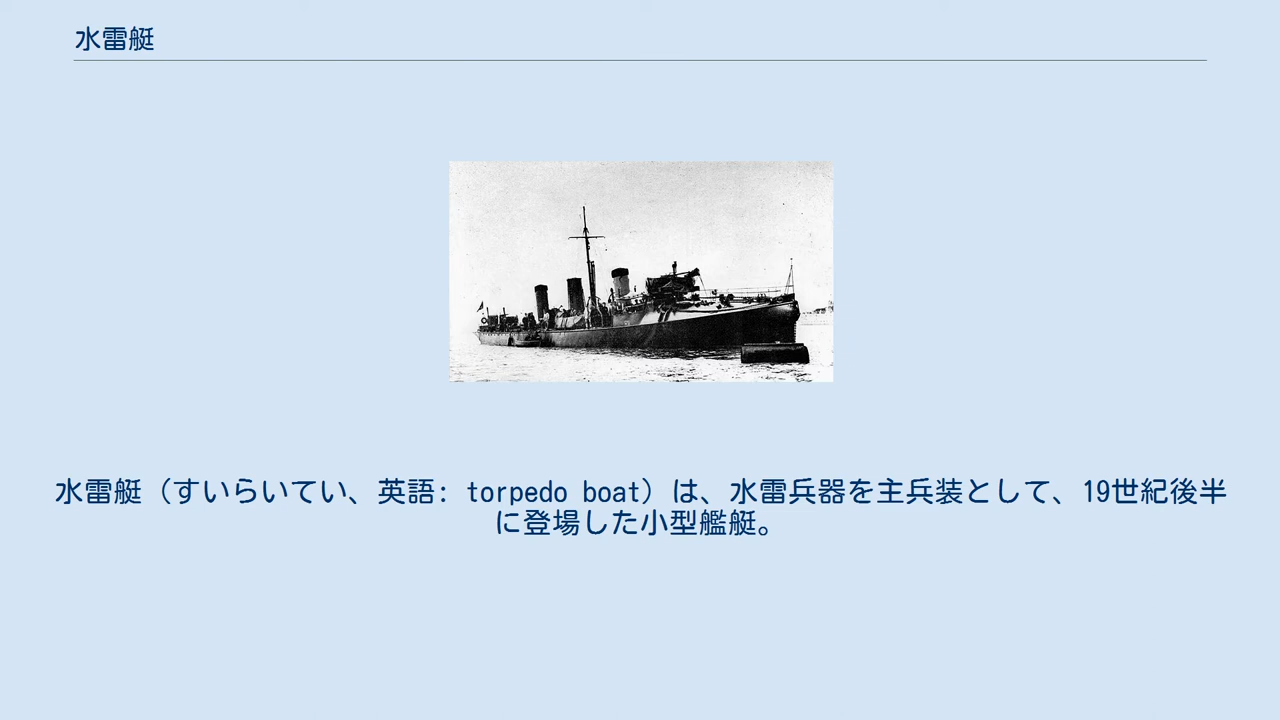 水雷艇
水雷艇（すいらいてい、英語: torpedo boat）は、水雷兵器を主兵装として、19世紀後半
に登場した小型艦艇。